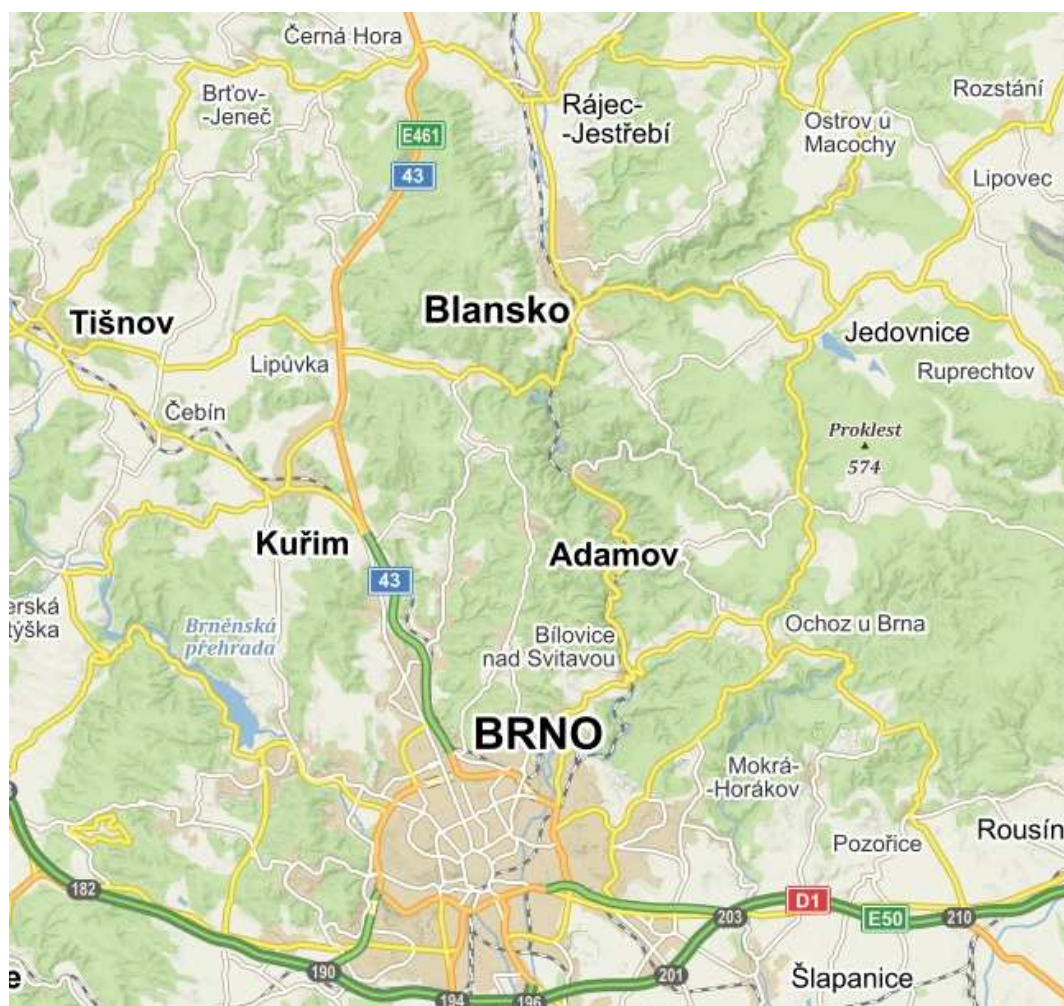 Černá Hora
Brťov-
-Jeneč
Rájec-
-Jestřebí
Rozstání
Ostrov u
Macochy
E461
43
Lipovec
Tišnov
Blansko
Jedovnice
Lipůvka
Ruprechtov
Čebín
Proklest
574
Kuřim
Adamov
43
erská
týška
Brněnská
přehrada
Bílovice
nad Svitavou
Ochoz u Brna
BRNO
Mokrá-
-Horákov
Rousín
Pozořice
182
D1
203
E50
210
190
201
Šlapanice
e
194
196